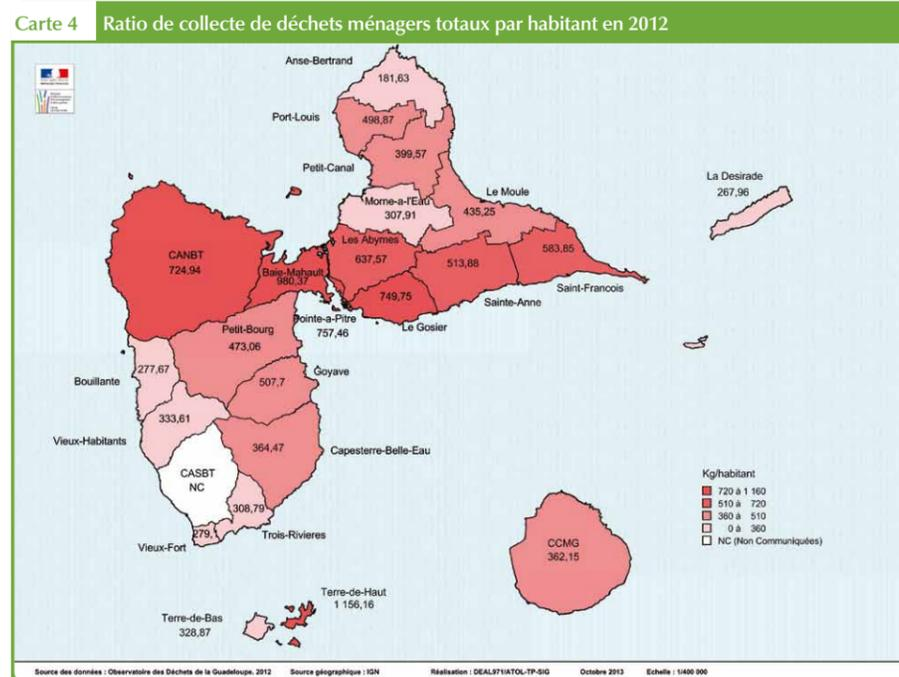 Carte 4 Ratio de collecte de déchets ménagers totaux par habitant en 2012
Anse-Bertrand
181,63
Port-Louis
498,87
399,57
Petit-Canal
La Desirade
267,96
Le Moule
435,25
Morne-a-l'Eau
307,91
Les Abymes
637,57
513,88
583,85
Saint-Francois
Sainte-Anne
749,75
Le Gosier
CANBT
724,94
Baie-Mahault
980,37
Pointe-a-Pitre
757,46
Petit-Bourg
473,06
Goyave
507,7
277,67
Bouillante
333,61
Vieux-Habitants
364,47
Capesterre-Belle-Eau
CASBT
NC
308,79
Trois-Rivieres
279,
Vieux-Fort
Terre-de-Haut
1 156,16
Terre-de-Bas
328,87
CCMG
362,15
Kg/habitant
720 à 1 160
510 à 720
360 à 510
0 à 360
NC (Non Communiquées)
Source des données : Observatoire des Déchets de la Guadeloupe, 2012 Source géographique : IGN Réalisation : DEAL971/ATOL-TP-SIG Octobre 2013 Echelle : 1/400 000